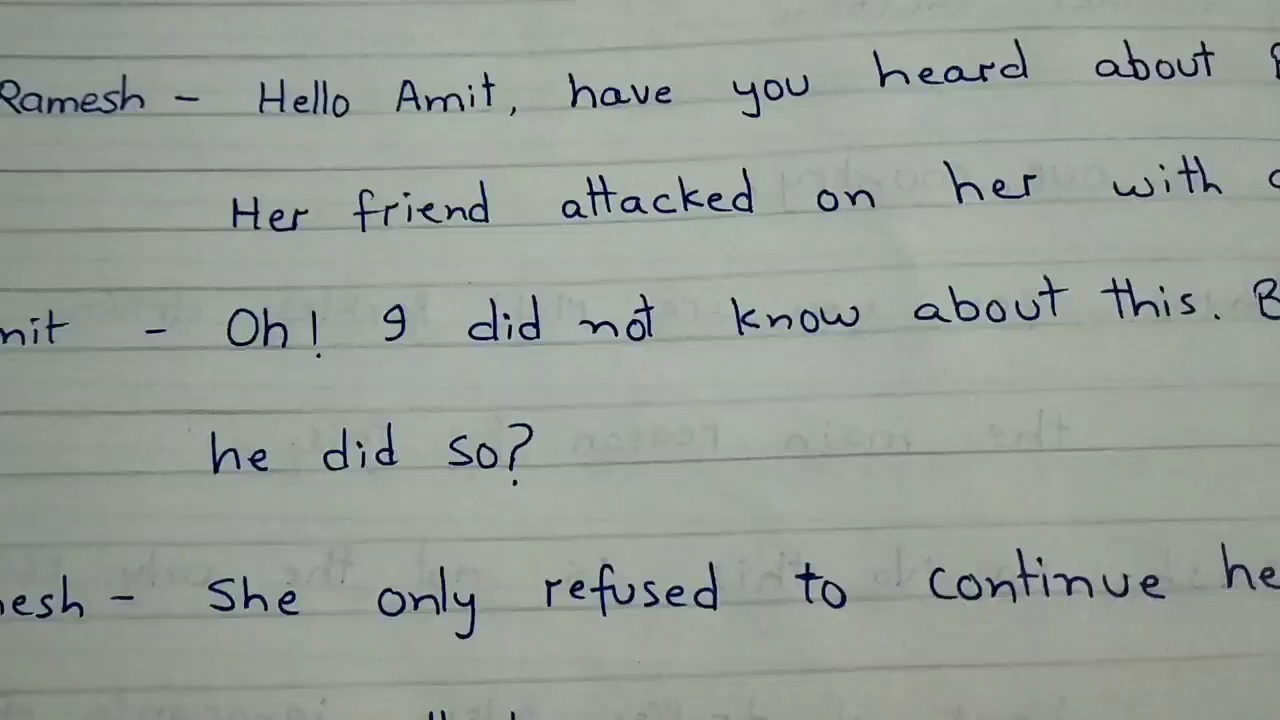 Ramesh - Hello Amit, have you heard about
Her friend attacked on her with
mit - Oh! I did not know about this.
he did so?
mesh - She only refused to continue he